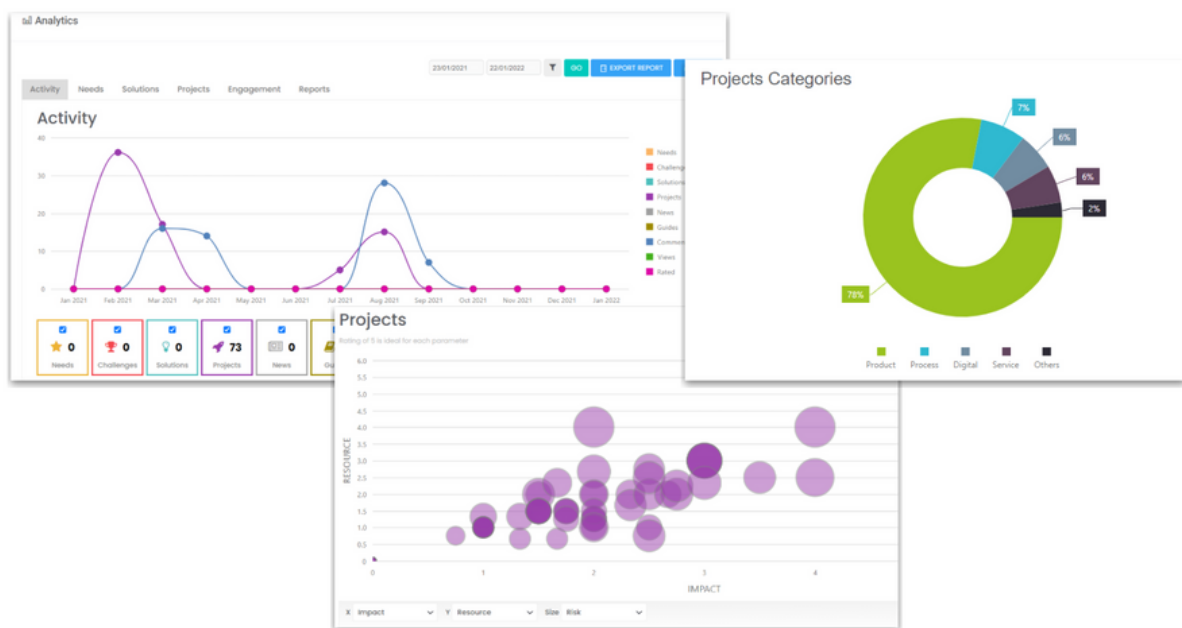 Analytics
23/01/2021 22/01/2022 GO EXPORT REPORT
Activity Needs Solutions Projects Engagement Reports
Activity
40
30
20
10
0
Jan 2021 Feb 2021 Mar 2021 Apr 2021 May 2021 Jun 2021 Jul 2021 Aug 2021 Sep 2021 Oct 2021 Nov 2021 Dec 2021 Jan 2022
Needs
Challenge
Solutions
Projects
News
Guides
Commen
Views
Rated
0 0 0 73 0
Needs Challenges Solutions Projects News Gu
Projects Categories
7%
6%
6%
2%
78%
Product Process Digital Service Others
Projects
Rating of 5 is ideal for each parameter
RESOURCE
6.0
5.0
4.5
4.0
3.5
3.0
2.5
2.0
1.5
1.0
0.5
0
0 1 2 3 4
IMPACT
X Impact Y Resource Size Risk